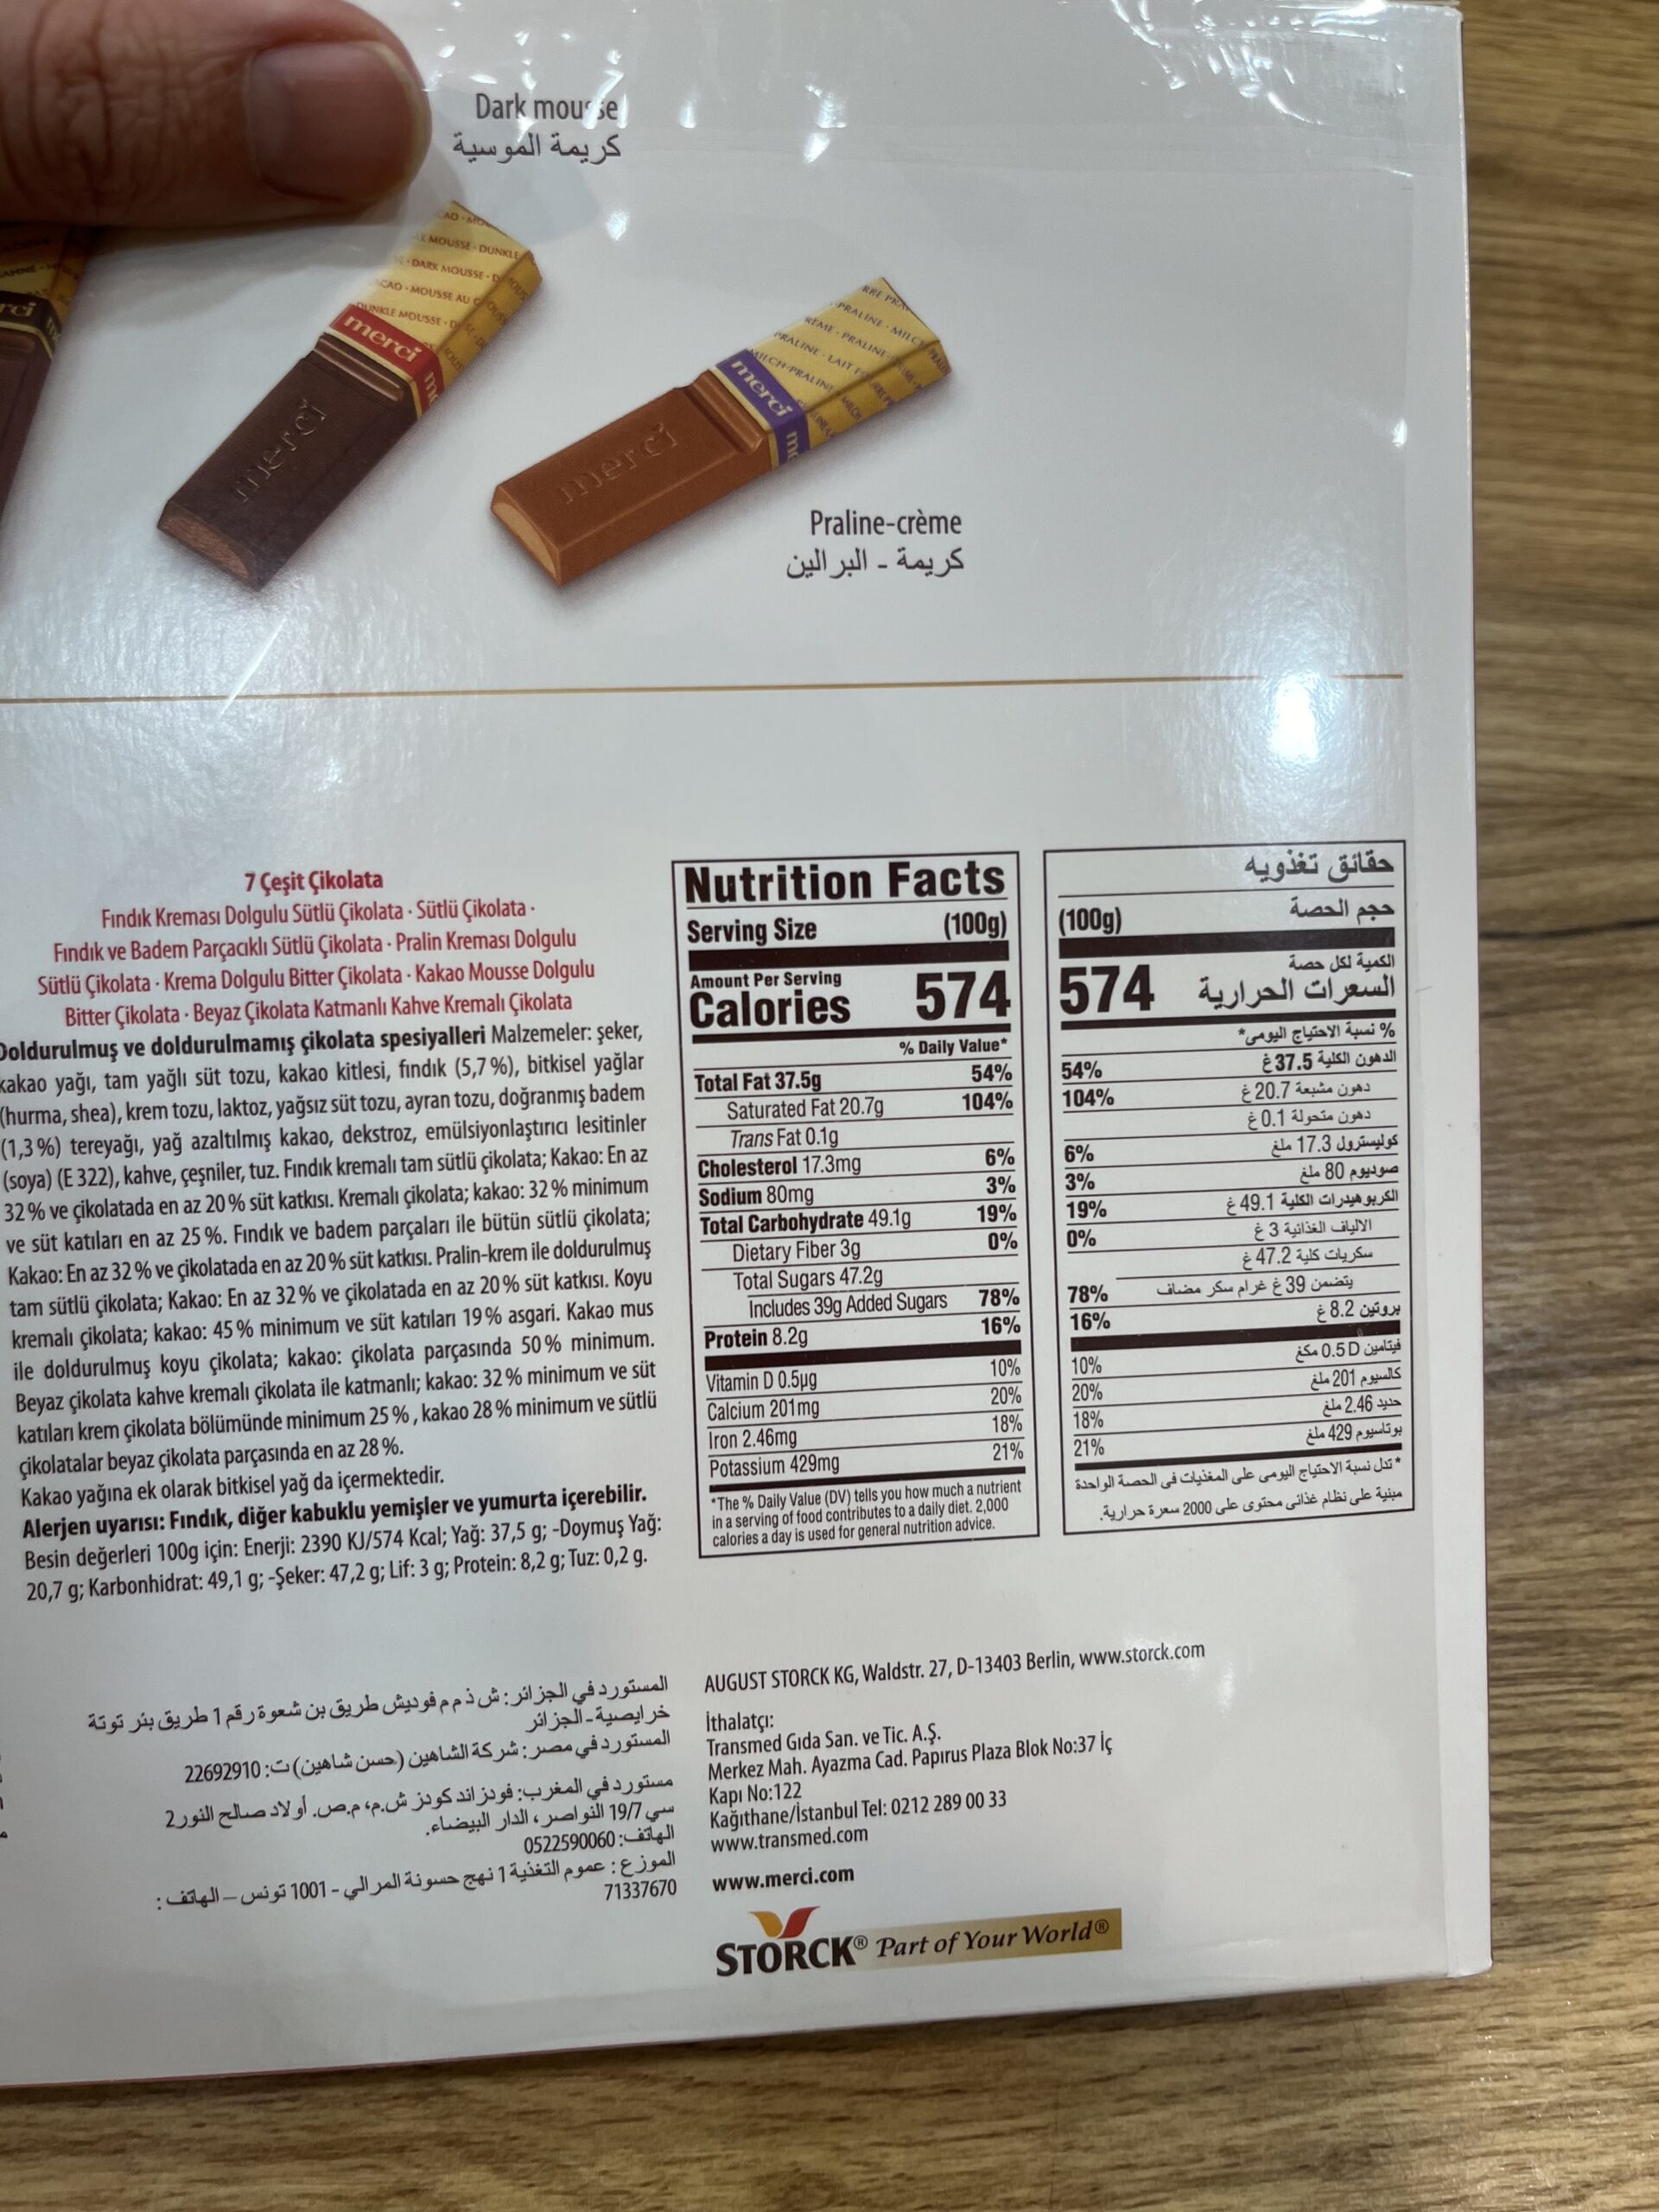 Dark mousse
كريمة الموسية
MOUSSE - DUNKLE
DARK MOUSSE - D
CAO - MOUSSE AU C
DUNKLE MOUSSE - D
merci
merci
PRALINE - MILCH
PRALINE - LAIT
MILCH-PRALINE
merci
merci
Praline-crème
كريمة - البرالين
7 Çeşit Çikolata
Fındık Kreması Dolgulu Sütlü Çikolata · Sütlü Çikolata ·
Fındık ve Badem Parçacıklı Sütlü Çikolata · Pralin Kreması Dolgulu
Sütlü Çikolata · Krema Dolgulu Bitter Çikolata · Kakao Mousse Dolgulu
Bitter Çikolata · Beyaz Çikolata Katmanlı Kahve Kremalı Çikolata
Doldurulmuş ve doldurulmamış çikolata spesiyalleri Malzemeler: şeker,
kakao yağı, tam yağlı süt tozu, kakao kitlesi, fındık (5,7 %), bitkisel yağlar
(hurma, shea), krem tozu, laktoz, yağsız süt tozu, ayran tozu, doğranmış badem
(1,3 %) tereyağı, yağ azaltılmış kakao, dekstroz, emülsiyonlaştırıcı lesitinler
(soya) (E 322), kahve, çeşniler, tuz. Fındık kremalı tam sütlü çikolata; Kakao: En az
32 % ve çikolatada en az 20 % süt katkısı. Kremalı çikolata; kakao: 32 % minimum
ve süt katıları en az 25 %. Fındık ve badem parçaları ile bütün sütlü çikolata;
Kakao: En az 32 % ve çikolatada en az 20 % süt katkısı. Pralin-krem ile doldurulmuş
tam sütlü çikolata; Kakao: En az 32 % ve çikolatada en az 20 % süt katkısı. Koyu
kremalı çikolata; kakao: 45 % minimum ve süt katıları 19 % asgari. Kakao mus
ile doldurulmuş koyu çikolata; kakao: çikolata parçasında 50 % minimum.
Beyaz çikolata kahve kremalı çikolata ile katmanlı; kakao: 32 % minimum ve süt
katıları krem çikolata bölümünde minimum 25 % , kakao 28 % minimum ve sütlü
çikolatalar beyaz çikolata parçasında en az 28 %.
Kakao yağına ek olarak bitkisel yağ da içermektedir.
Alerjen uyarısı: Fındık, diğer kabuklu yemişler ve yumurta içerebilir.
Besin değerleri 100g için: Enerji: 2390 KJ/574 Kcal; Yağ: 37,5 g; -Doymuş Yağ:
20,7 g; Karbonhidrat: 49,1 g; -Şeker: 47,2 g; Lif: 3 g; Protein: 8,2 g; Tuz: 0,2 g.
Nutrition Facts
Serving Size (100g)
Amount Per Serving
Calories 574
% Daily Value*
Total Fat 37.5g 54%
Saturated Fat 20.7g 104%
Trans Fat 0.1g
Cholesterol 17.3mg 6%
Sodium 80mg 3%
Total Carbohydrate 49.1g 19%
Dietary Fiber 3g 0%
Total Sugars 47.2g
Includes 39g Added Sugars 78%
Protein 8.2g 16%
Vitamin D 0.5µg 10%
Calcium 201mg 20%
Iron 2.46mg 18%
Potassium 429mg 21%
*The % Daily Value (DV) tells you how much a nutrient
in a serving of food contributes to a daily diet. 2,000
calories a day is used for general nutrition advice.
حقائق تغذويه
حجم الحصة (100g)
الكمية لكل حصة
السعرات الحرارية 574
% نسبة الاحتياج اليومى*
الدهون الكلية 37.5 غ 54%
دهون مشبعة 20.7 غ 104%
دهون متحولة 0.1 غ
كوليسترول 17.3 ملغ 6%
صوديوم 80 ملغ 3%
الكربوهيدرات الكلية 49.1 غ 19%
الالياف الغذائية 3 غ 0%
سكريات كلية 47.2 غ
يتضمن 39 غ غرام سكر مضاف 78%
بروتين 8.2 غ 16%
فيتامين D 0.5 مكغ 10%
كالسيوم 201 ملغ 20%
حديد 2.46 ملغ 18%
بوتاسيوم 429 ملغ 21%
* تدل نسبة الاحتياج اليومى على المغذيات فى الحصة الواحدة
مبنية على نظام غذائى محتوى على 2000 سعرة حرارية.
المستورد في الجزائر: ش ذ م م فوديش طريق بن شعوة رقم 1 طريق بئر توتة
خرايصية - الجزائر
المستورد في مصر: شركة الشاهين (حسن شاهين) ت: 22692910
مستورد في المغرب: فودز اند كودز ش.م.م، م.ص. أولاد صالح النور 2
سي 19/7 النواصر، الدار البيضاء.
الهاتف: 0522590060
الموزع: عموم التغذية 1 نهج حسونة المرالي - 1001 تونس – الهاتف :
71337670
AUGUST STORCK KG, Waldstr. 27, D-13403 Berlin, www.storck.com
İthalatçı:
Transmed Gıda San. ve Tic. A.Ş.
Merkez Mah. Ayazma Cad. Papırus Plaza Blok No:37 İç
Kapı No:122
Kağıthane/İstanbul Tel: 0212 289 00 33
www.transmed.com
www.merci.com
STORCK® Part of Your World®